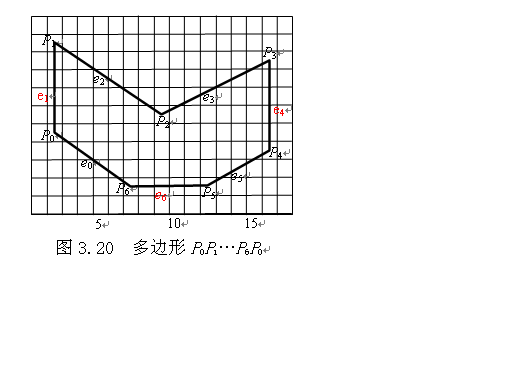 P₁
P₃
e₂
e₁
e₃
e₄
P₂
P₀
P₄
e₀
e₅
P₆
P₅
e₆
5 10 15
图 3.20 多边形 P₀P₁…P₆P₀